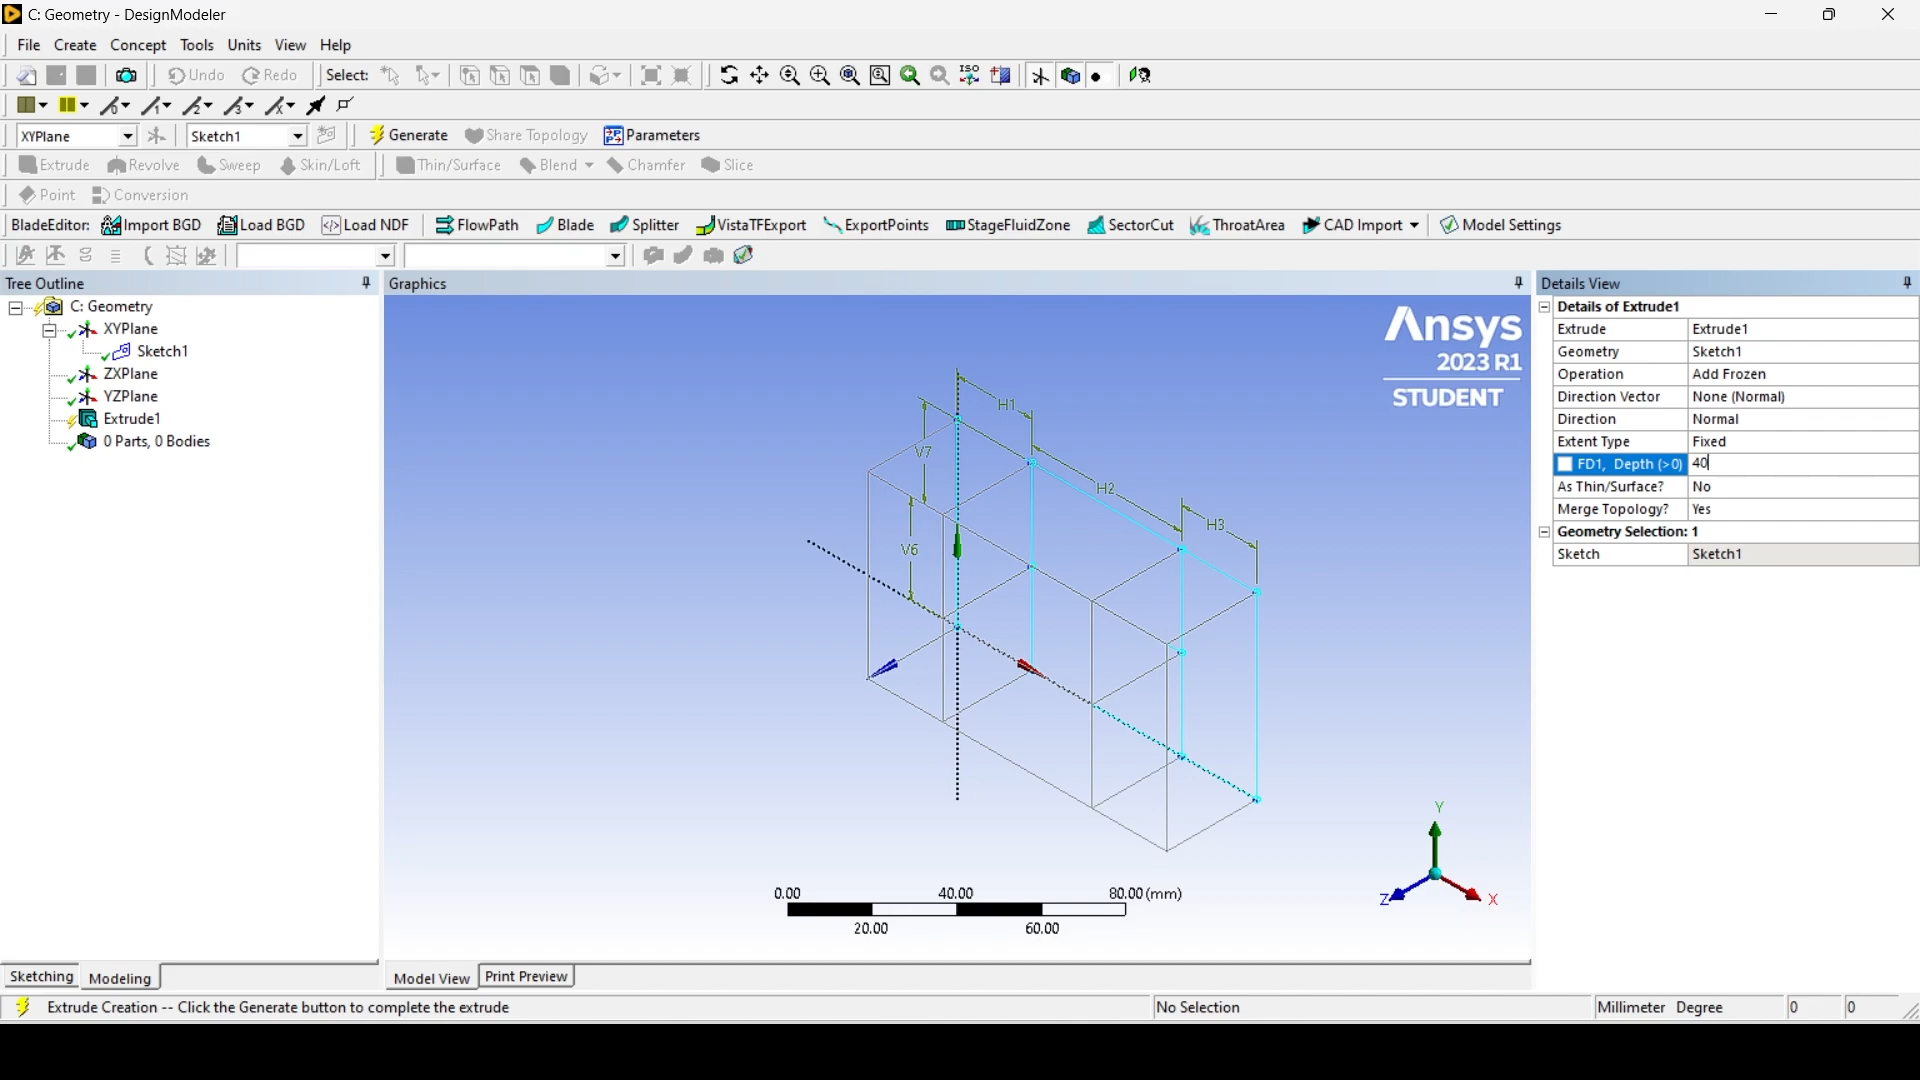 C: Geometry - DesignModeler
File Create Concept Tools Units View Help
Undo Redo Select: ISO
XYPlane Sketch1 Generate Share Topology Parameters
Extrude Revolve Sweep Skin/Loft Thin/Surface Blend Chamfer Slice
Point Conversion
BladeEditor: Import BGD Load BGD Load NDF FlowPath Blade Splitter VistaTFExport ExportPoints StageFluidZone SectorCut ThroatArea CAD Import Model Settings
Tree Outline
C: Geometry
XYPlane
Sketch1
ZXPlane
YZPlane
Extrude1
0 Parts, 0 Bodies
Sketching Modeling
Graphics
Ansys
2023 R1
STUDENT
H1
V7
H2
H3
V6
0.00 40.00 80.00 (mm)
20.00 60.00
Y
Z X
Model View Print Preview
Details View
Details of Extrude1
Extrude Extrude1
Geometry Sketch1
Operation Add Frozen
Direction Vector None (Normal)
Direction Normal
Extent Type Fixed
FD1, Depth (>0) 40
As Thin/Surface? No
Merge Topology? Yes
Geometry Selection: 1
Sketch Sketch1
Extrude Creation -- Click the Generate button to complete the extrude No Selection Millimeter Degree 0 0